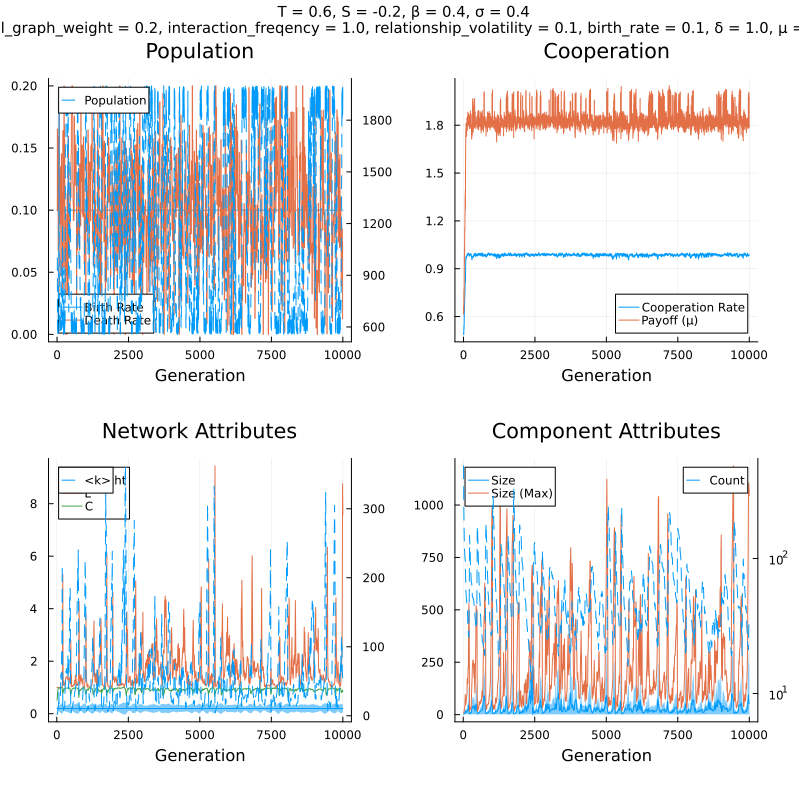 T = 0.6, S = -0.2, β = 0.4, σ = 0.4
l_graph_weight = 0.2, interaction_freqency = 1.0, relationship_volatility = 0.1, birth_rate = 0.1, δ = 1.0, μ =
Population
0.20
0.15
0.10
0.05
0.00
1800
1500
1200
900
600
Population
Birth Rate
Death Rate
0 2500 5000 7500 10000
Generation
Cooperation
1.8
1.5
1.2
0.9
0.6
Cooperation Rate
Payoff (μ)
0 2500 5000 7500 10000
Generation
Network Attributes
8
6
4
2
0
300
200
100
0
<k> ht
L
C
0 2500 5000 7500 10000
Generation
Component Attributes
1000
750
500
250
0
10²
10¹
Size
Size (Max)
Count
0 2500 5000 7500 10000
Generation